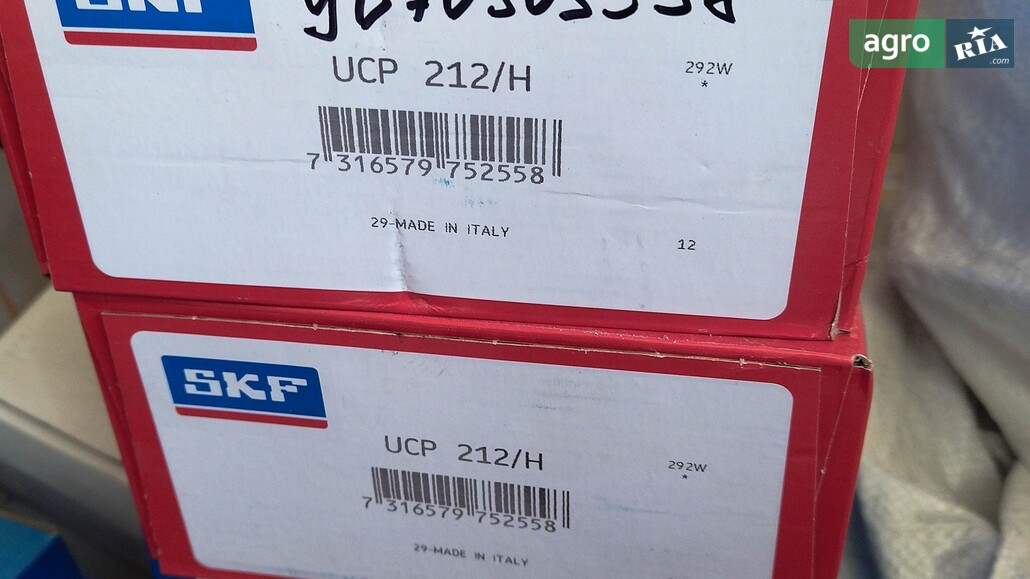 agro RIA
.com
UCP 212/H
292W
*
7 316579 752558
29-MADE IN ITALY
12
SKF
UCP 212/H
292W
*
7 316579 752558
29-MADE IN ITALY